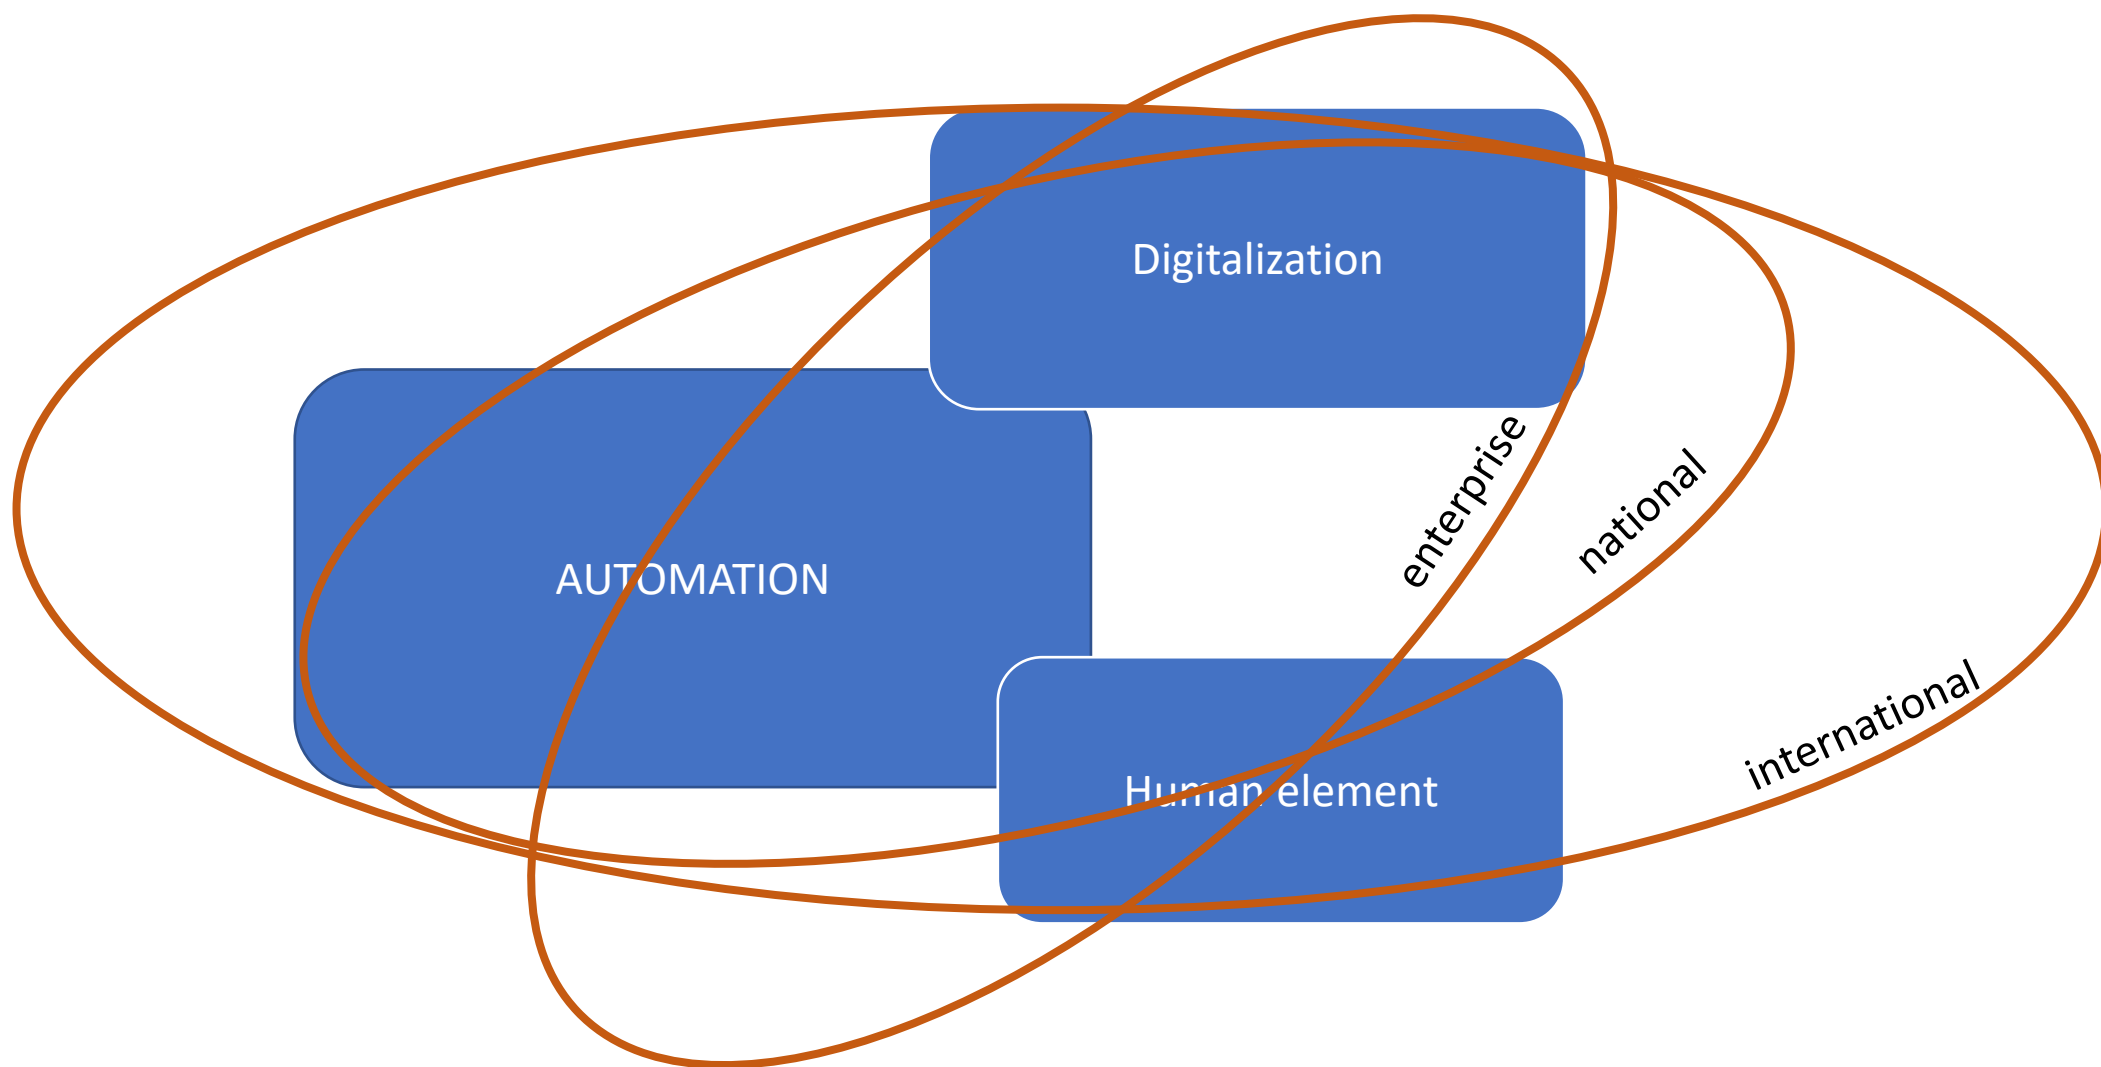 Digitalization
enterprise
national
AUTOMATION
international
Human element